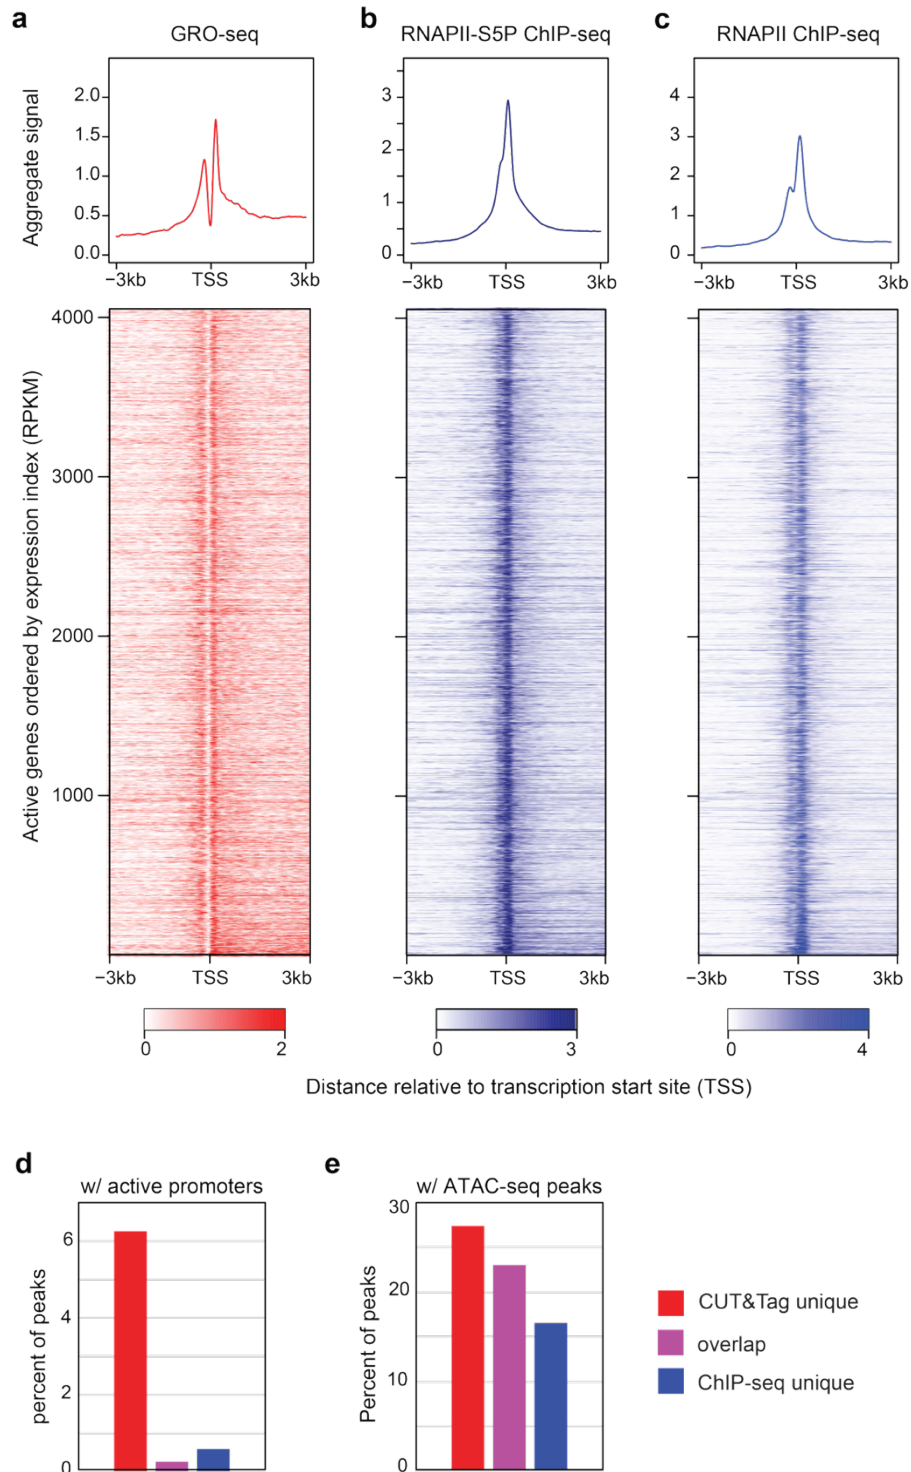 a
GRO-seq
b
RNAPII-S5P ChIP-seq
c
RNAPII ChIP-seq
Aggregate signal
2.0
1.5
1.0
0.5
0.0
3
2
1
0
4
3
2
1
0
−3kb TSS 3kb
−3kb TSS 3kb
−3kb TSS 3kb
Active genes ordered by expression index (RPKM)
4000
3000
2000
1000
−3kb TSS 3kb
−3kb TSS 3kb
−3kb TSS 3kb
0 2
0 3
0 4
Distance relative to transcription start site (TSS)
d
w/ active promoters
percent of peaks
6
4
2
0
e
w/ ATAC-seq peaks
Percent of peaks
30
20
10
0
CUT&Tag unique
overlap
ChIP-seq unique